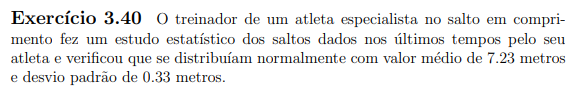 Exercício 3.40 O treinador de um atleta especialista no salto em compri-
mento fez um estudo estatístico dos saltos dados nos últimos tempos pelo seu
atleta e verificou que se distribuíam normalmente com valor médio de 7.23 metros
e desvio padrão de 0.33 metros.